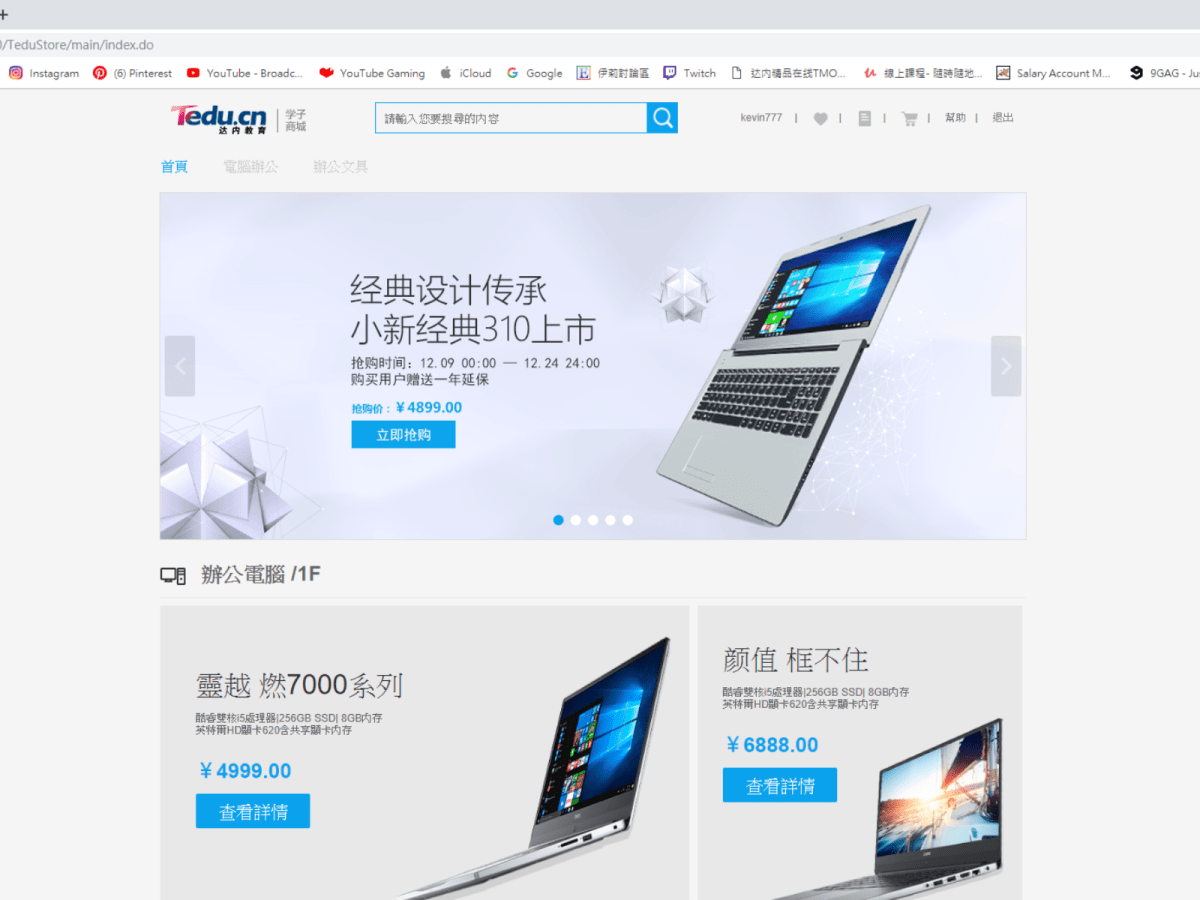 /TeduStore/main/index.do
Instagram
(6) Pinterest
YouTube - Broadc...
YouTube Gaming
iCloud
Google
伊莉討論區
Twitch
达内精品在线TMO...
線上課程- 隨時隨地...
Salary Account M...
9GAG - Jus
Tedu.cn
达内教育
学子
商城
請輸入您要搜尋的内容
kevin777 | | | | 幫助 | 退出
首頁 電腦辦公 辦公文具
经典设计传承
小新经典310上市
抢购时间：12.09 00:00 — 12.24 24:00
购买用户赠送一年延保
抢购价：￥4899.00
立即抢购
辦公電腦 /1F
靈越 燃7000系列
酷睿雙核i5處理器|256GB SSD| 8GB内存
英特爾HD顯卡620含共享顯卡内存
￥4999.00
查看詳情
颜值 框不住
酷睿雙核i5處理器|256GB SSD| 8GB内存
英特爾HD顯卡620含共享顯卡内存
￥6888.00
查看詳情